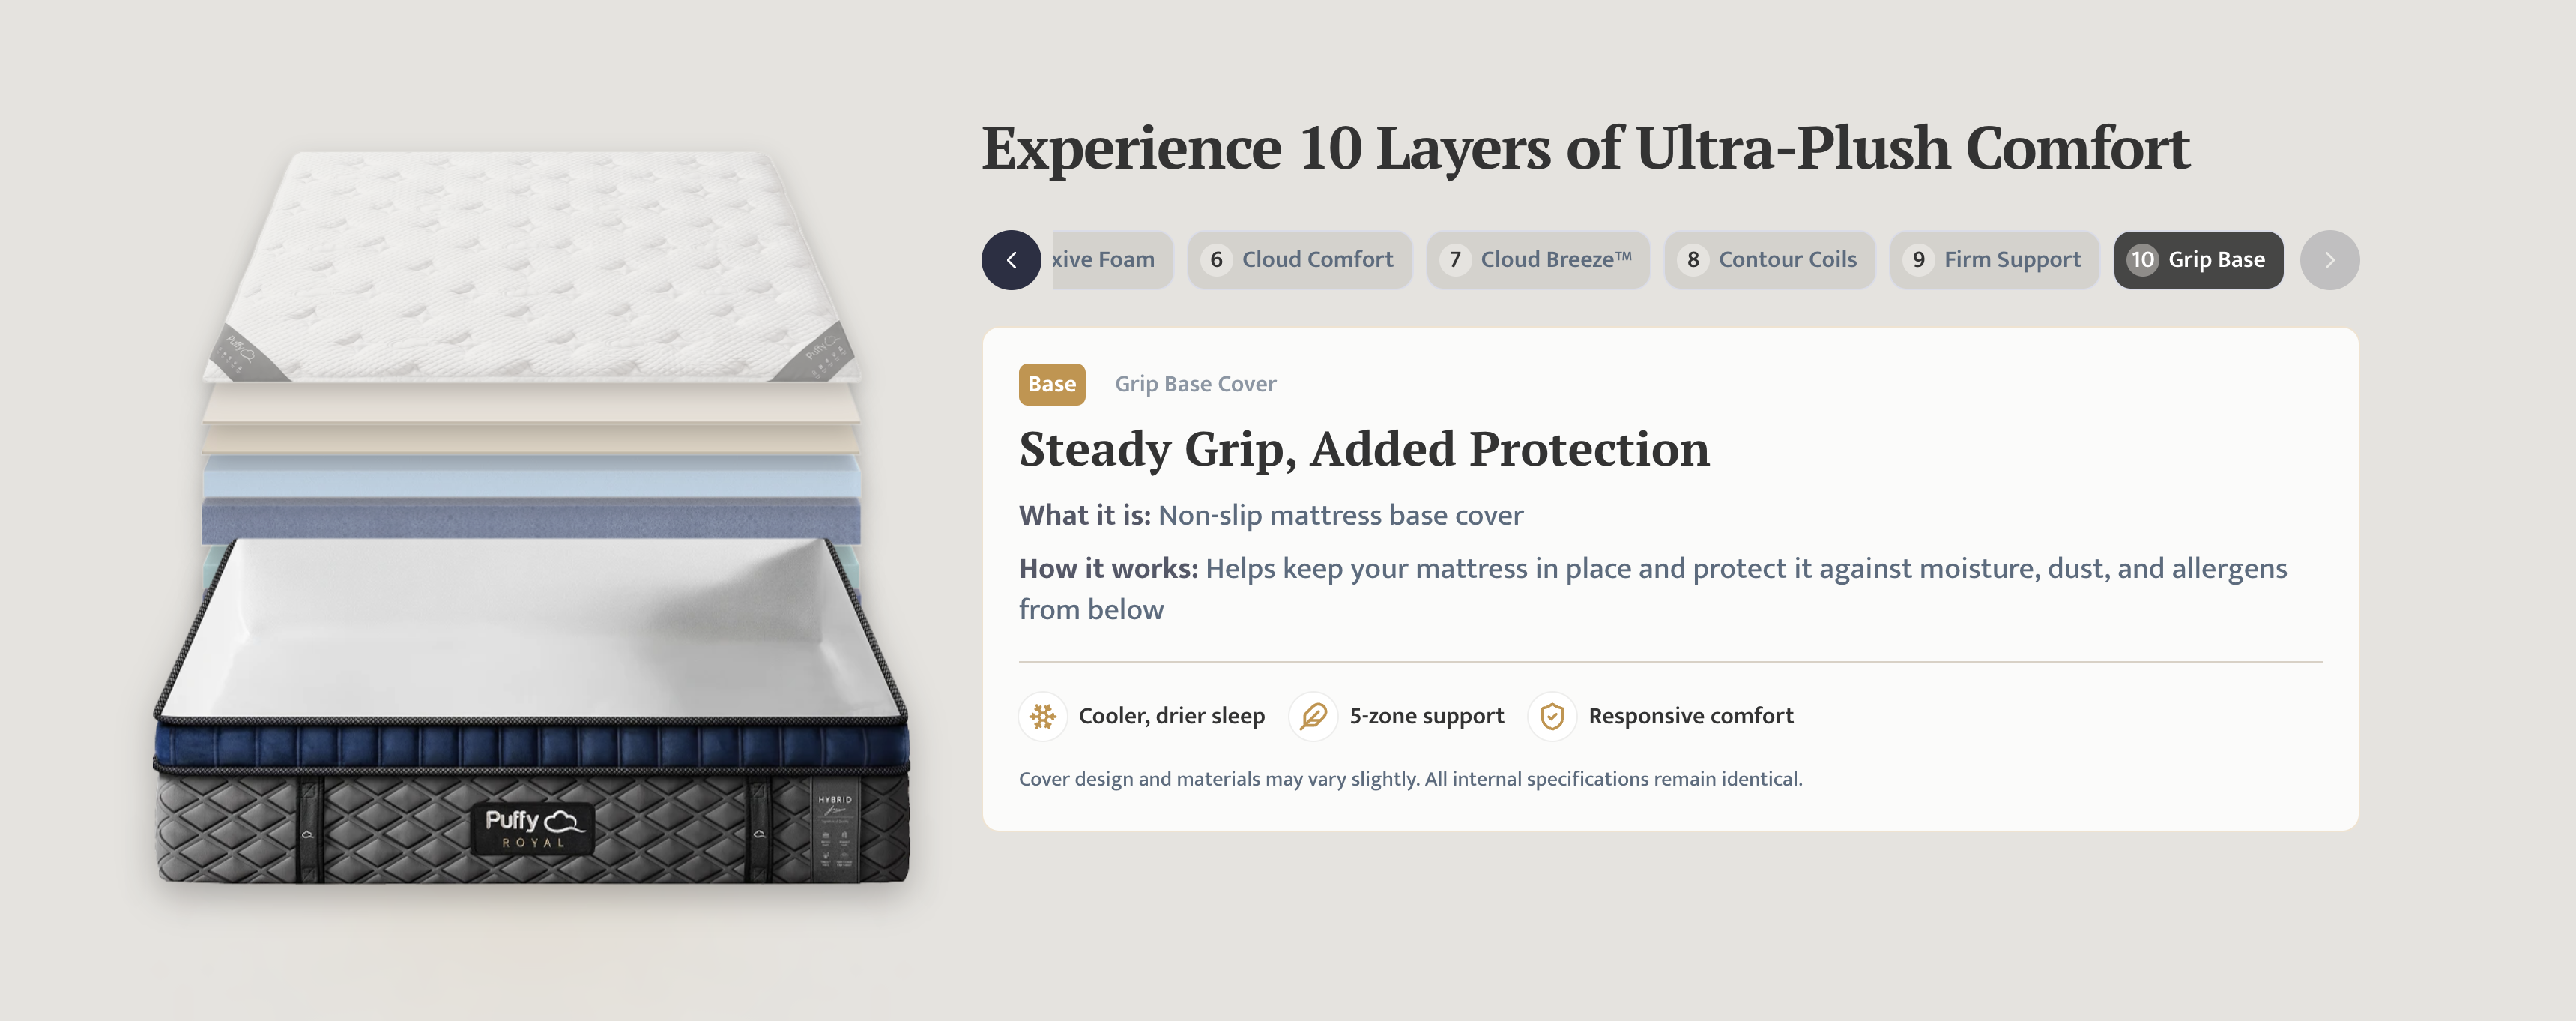 Experience 10 Layers of Ultra-Plush Comfort
xive Foam
6 Cloud Comfort
7 Cloud Breeze™
8 Contour Coils
9 Firm Support
10 Grip Base
Base
Grip Base Cover
Steady Grip, Added Protection
What it is: Non-slip mattress base cover
How it works: Helps keep your mattress in place and protect it against moisture, dust, and allergens
from below
Cooler, drier sleep
5-zone support
Responsive comfort
Cover design and materials may vary slightly. All internal specifications remain identical.
Puffy
Puffy
Puffy
ROYAL
HYBRID